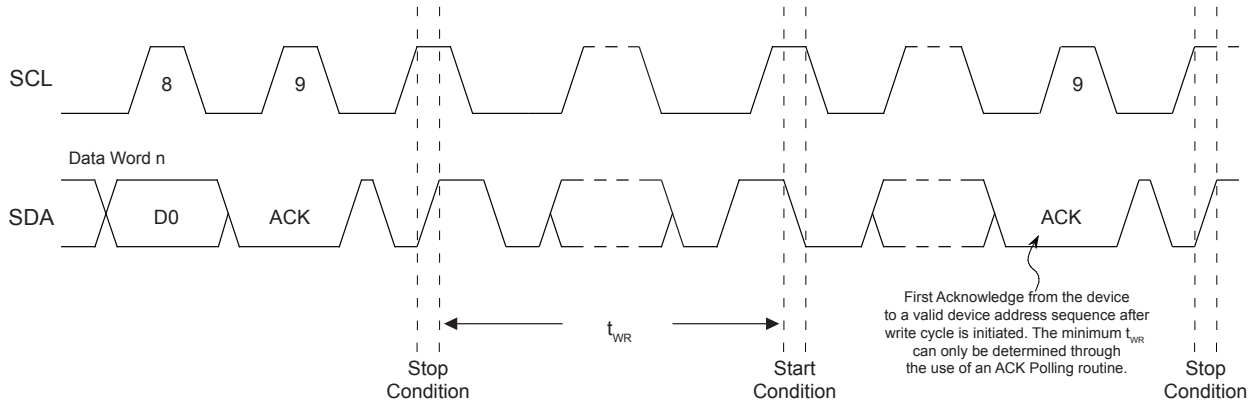 SCL
8
9
9
Data Word n
SDA
D0
ACK
ACK
First Acknowledge from the device
to a valid device address sequence after
write cycle is initiated. The minimum tWR
can only be determined through
the use of an ACK Polling routine.
tWR
Stop
Condition
Start
Condition
Stop
Condition